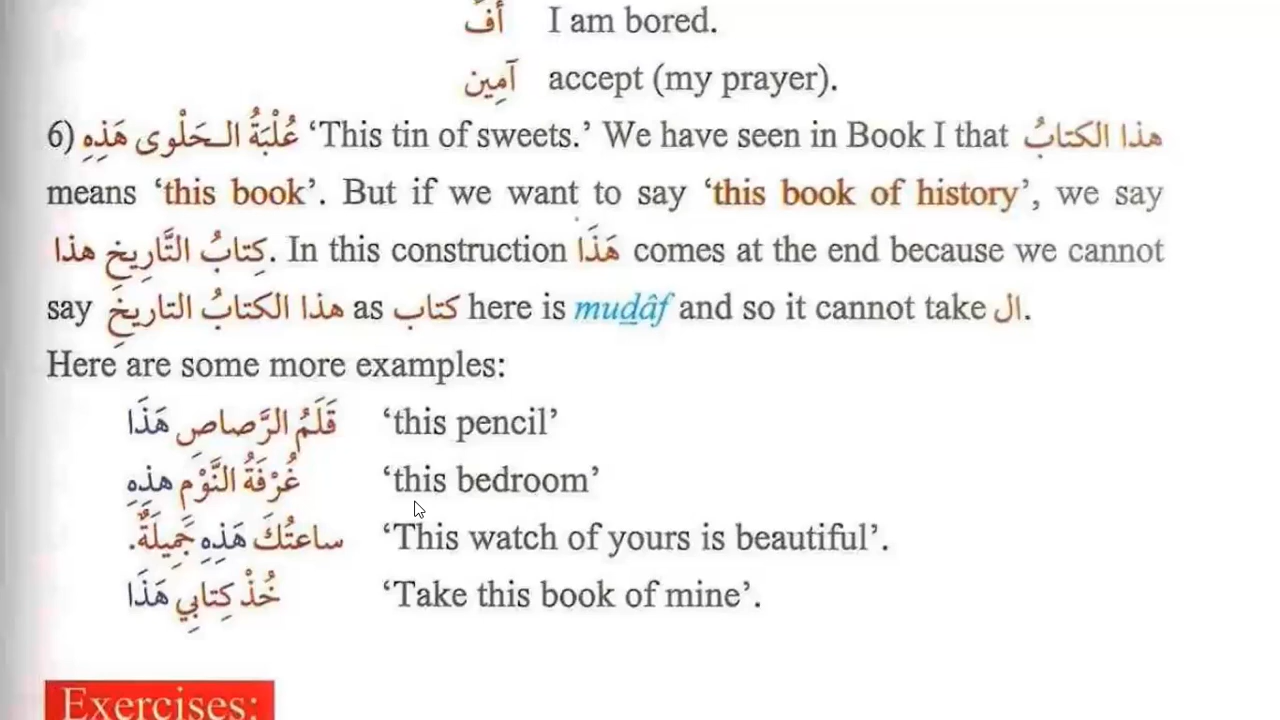 أُفّ I am bored.
آمِين accept (my prayer).
6) عُلْبَةُ الـحَلْوى هَذِهِ ‘This tin of sweets.’ We have seen in Book I that هذا الكتابُ
means ‘this book’. But if we want to say ‘this book of history’, we say
كِتابُ التَّارِيخِ هذا. In this construction هَذَا comes at the end because we cannot
say هذا الكتابُ التاريخِ as كتاب here is muḏâf and so it cannot take ال.
Here are some more examples:
قَلَمُ الرَّصاصِ هَذَا ‘this pencil’
غُرْفَةُ النَّوْمِ هذِهِ ‘this bedroom’
ساعتُكَ هَذِهِ جَمِيلَةٌ. ‘This watch of yours is beautiful’.
خُذْ كِتابِي هَذَا ‘Take this book of mine’.
Exercises: